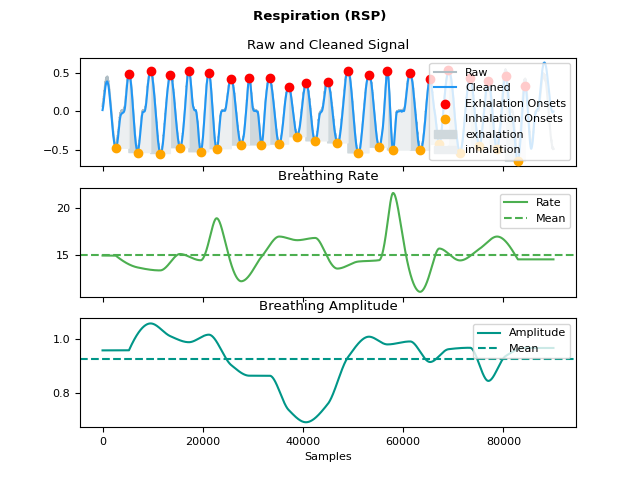 Respiration (RSP)
Raw and Cleaned Signal
0.5
0.0
−0.5
Raw
Cleaned
Exhalation Onsets
Inhalation Onsets
exhalation
inhalation
Breathing Rate
20
15
Rate
Mean
Breathing Amplitude
1.0
0.8
Amplitude
Mean
0 20000 40000 60000 80000
Samples